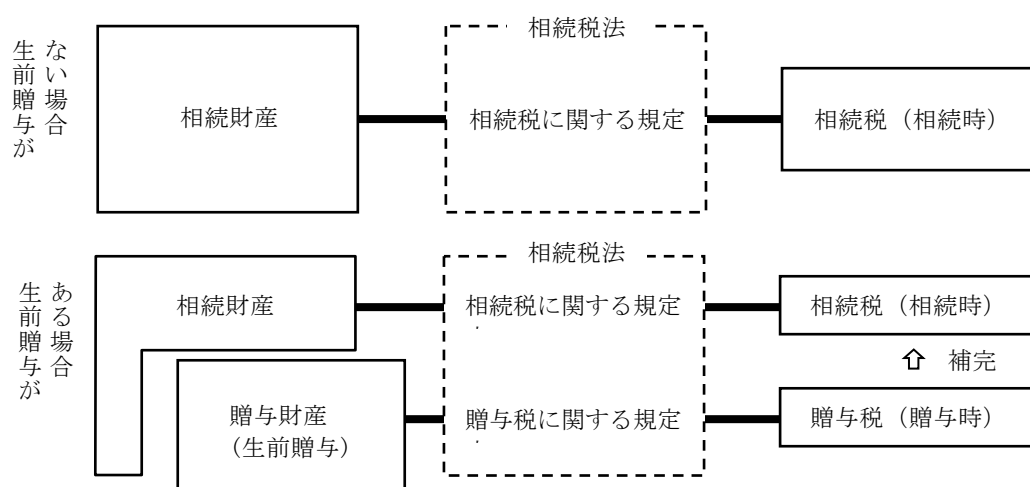 生前贈与が
ない場合
相続税法
相続財産
相続税に関する規定
相続税（相続時）
生前贈与が
ある場合
相続税法
相続財産
相続税に関する規定
相続税（相続時）
補完
贈与財産
（生前贈与）
贈与税に関する規定
贈与税（贈与時）